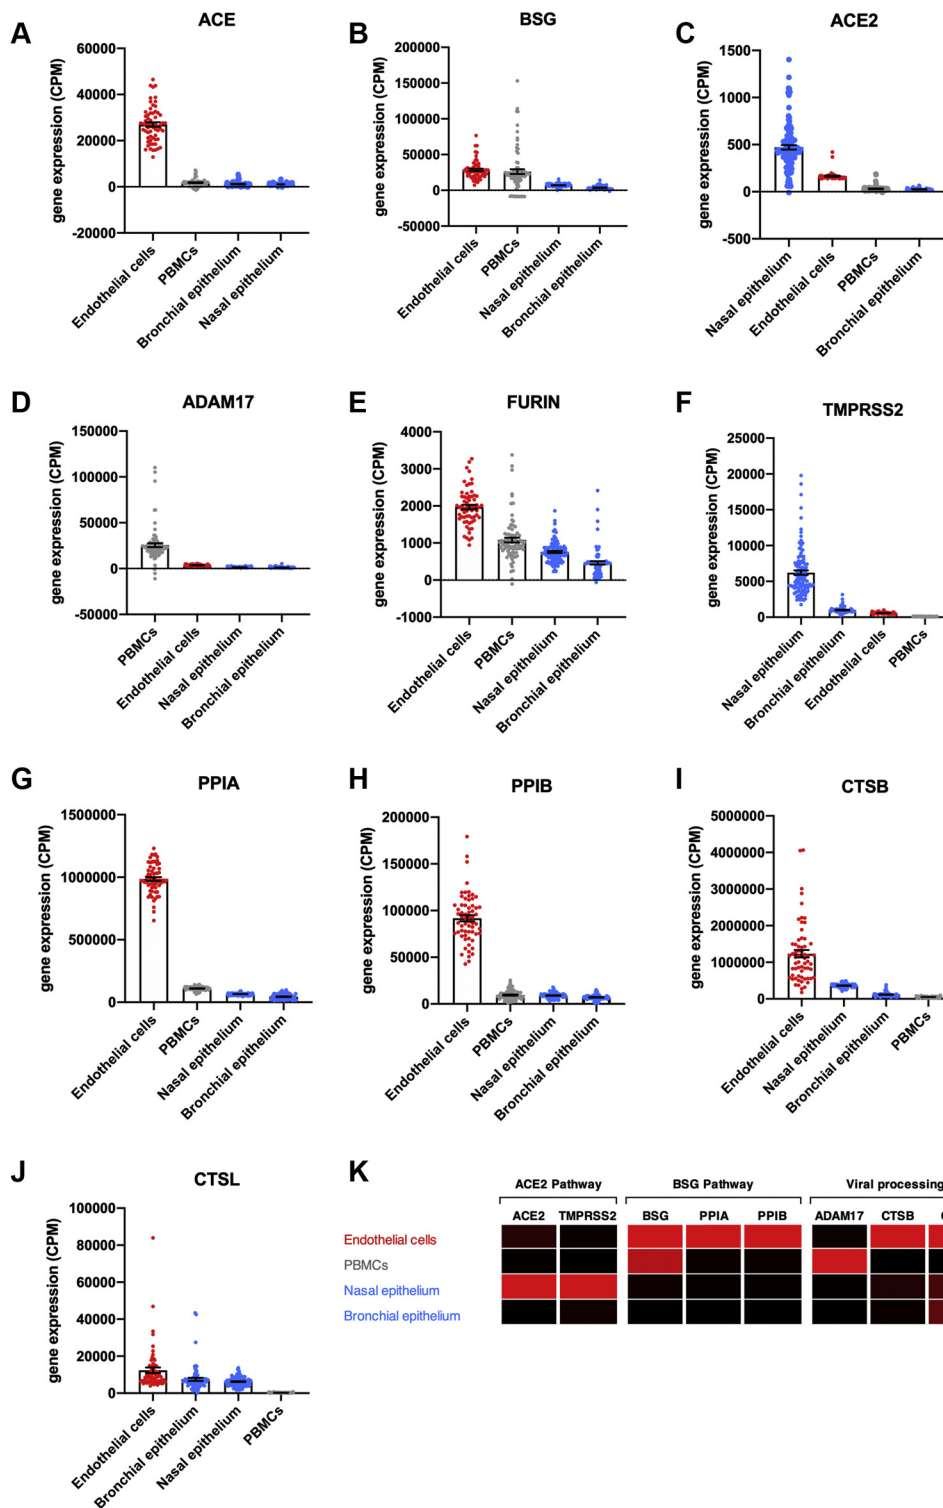 A
ACE
gene expression (CPM)
60000
40000
20000
0
-20000
Endothelial cells
PBMCs
Bronchial epithelium
Nasal epithelium
B
BSG
gene expression (CPM)
200000
150000
100000
50000
0
-50000
Endothelial cells
PBMCs
Nasal epithelium
Bronchial epithelium
C
ACE2
gene expression (CPM)
1500
1000
500
0
-500
Nasal epithelium
Endothelial cells
PBMCs
Bronchial epithelium
D
ADAM17
gene expression (CPM)
150000
100000
50000
0
-50000
PBMCs
Endothelial cells
Nasal epithelium
Bronchial epithelium
E
FURIN
gene expression (CPM)
4000
3000
2000
1000
0
-1000
Endothelial cells
PBMCs
Nasal epithelium
Bronchial epithelium
F
TMPRSS2
gene expression (CPM)
25000
20000
15000
10000
5000
0
Nasal epithelium
Bronchial epithelium
Endothelial cells
PBMCs
G
PPIA
gene expression (CPM)
1500000
1000000
500000
0
Endothelial cells
PBMCs
Nasal epithelium
Bronchial epithelium
H
PPIB
gene expression (CPM)
200000
150000
100000
50000
0
Endothelial cells
PBMCs
Nasal epithelium
Bronchial epithelium
I
CTSB
gene expression (CPM)
5000000
4000000
3000000
2000000
1000000
0
Endothelial cells
Nasal epithelium
Bronchial epithelium
PBMCs
J
CTSL
gene expression (CPM)
100000
80000
60000
40000
20000
0
Endothelial cells
Bronchial epithelium
Nasal epithelium
PBMCs
K
ACE2 Pathway BSG Pathway Viral processing
ACE2 TMPRSS2 BSG PPIA PPIB ADAM17 CTSB
Endothelial cells
PBMCs
Nasal epithelium
Bronchial epithelium